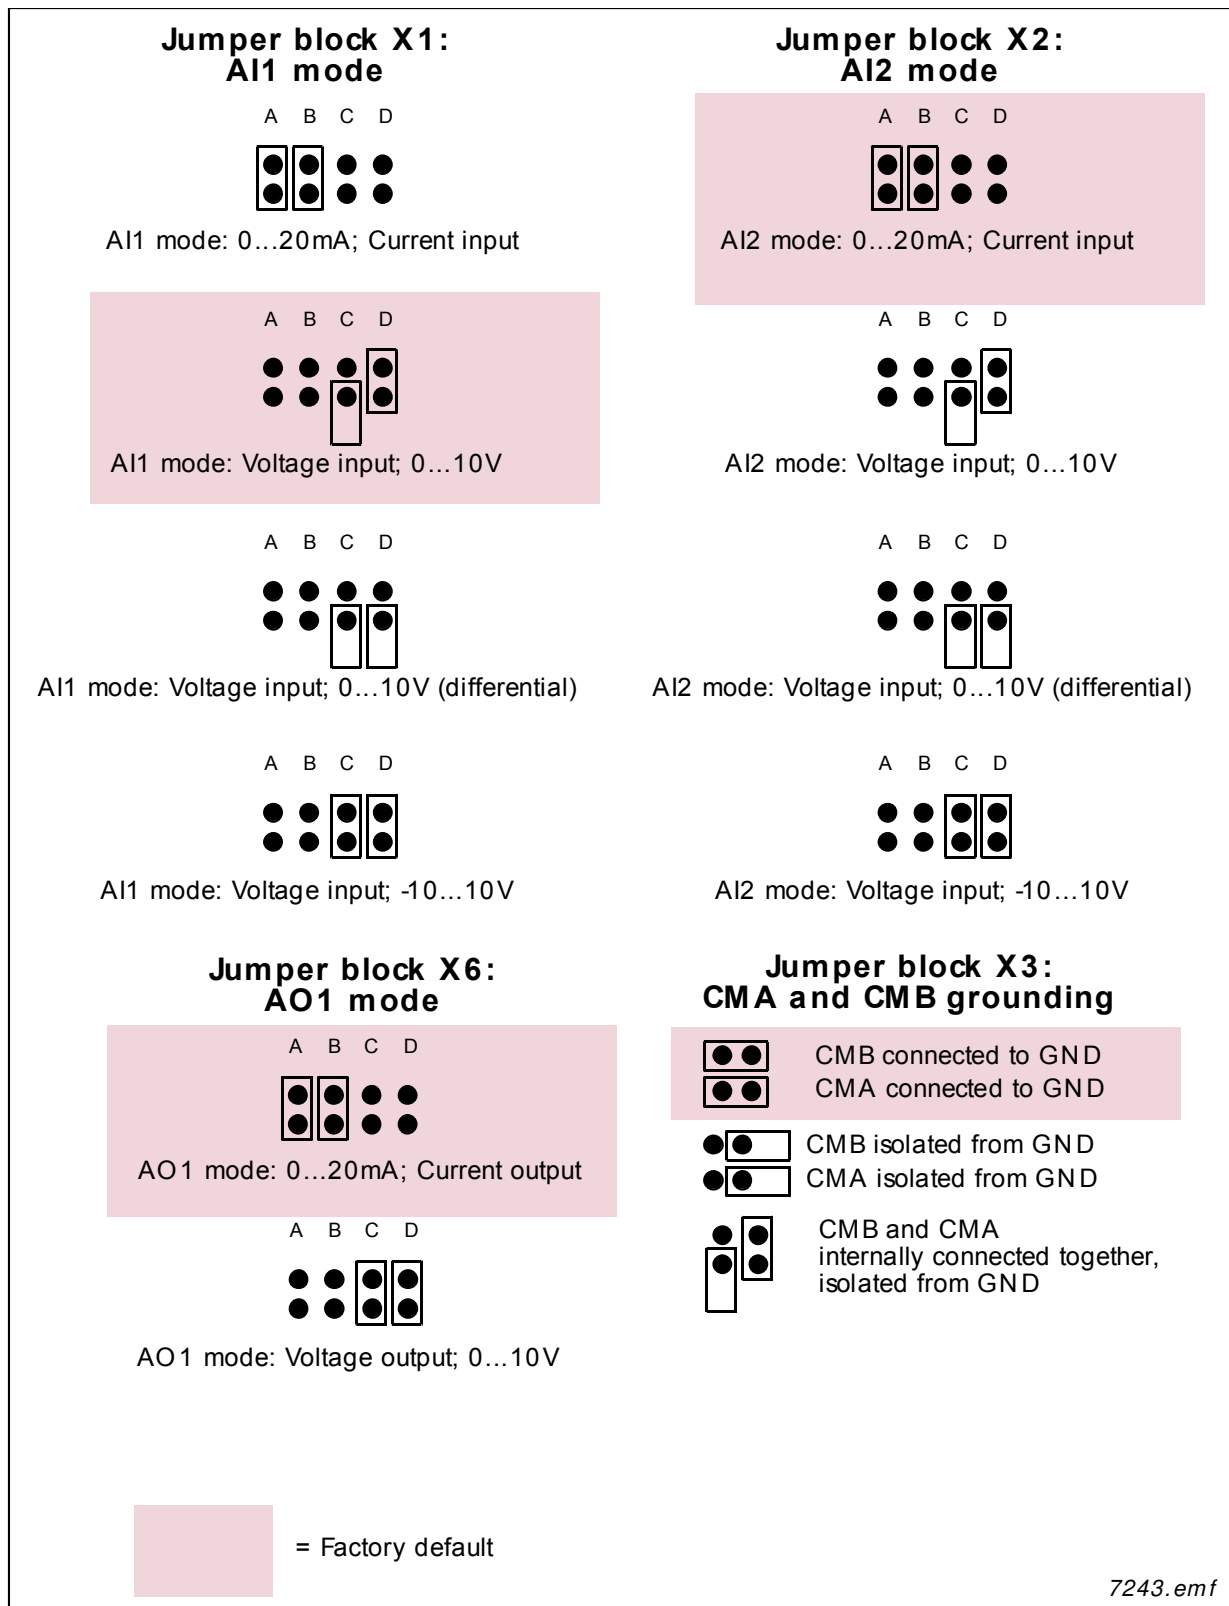 Jumper block X1:
AI1 mode
A B C D
AI1 mode: 0...20mA; Current input
A B C D
AI1 mode: Voltage input; 0...10V
A B C D
AI1 mode: Voltage input; 0...10V (differential)
A B C D
AI1 mode: Voltage input; -10...10V
Jumper block X2:
AI2 mode
A B C D
AI2 mode: 0...20mA; Current input
A B C D
AI2 mode: Voltage input; 0...10V
A B C D
AI2 mode: Voltage input; 0...10V (differential)
A B C D
AI2 mode: Voltage input; -10...10V
Jumper block X6:
AO1 mode
A B C D
AO1 mode: 0...20mA; Current output
A B C D
AO1 mode: Voltage output; 0...10V
Jumper block X3:
CMA and CMB grounding
CMB connected to GND
CMA connected to GND
CMB isolated from GND
CMA isolated from GND
CMB and CMA
internally connected together,
isolated from GND
= Factory default
7243.emf